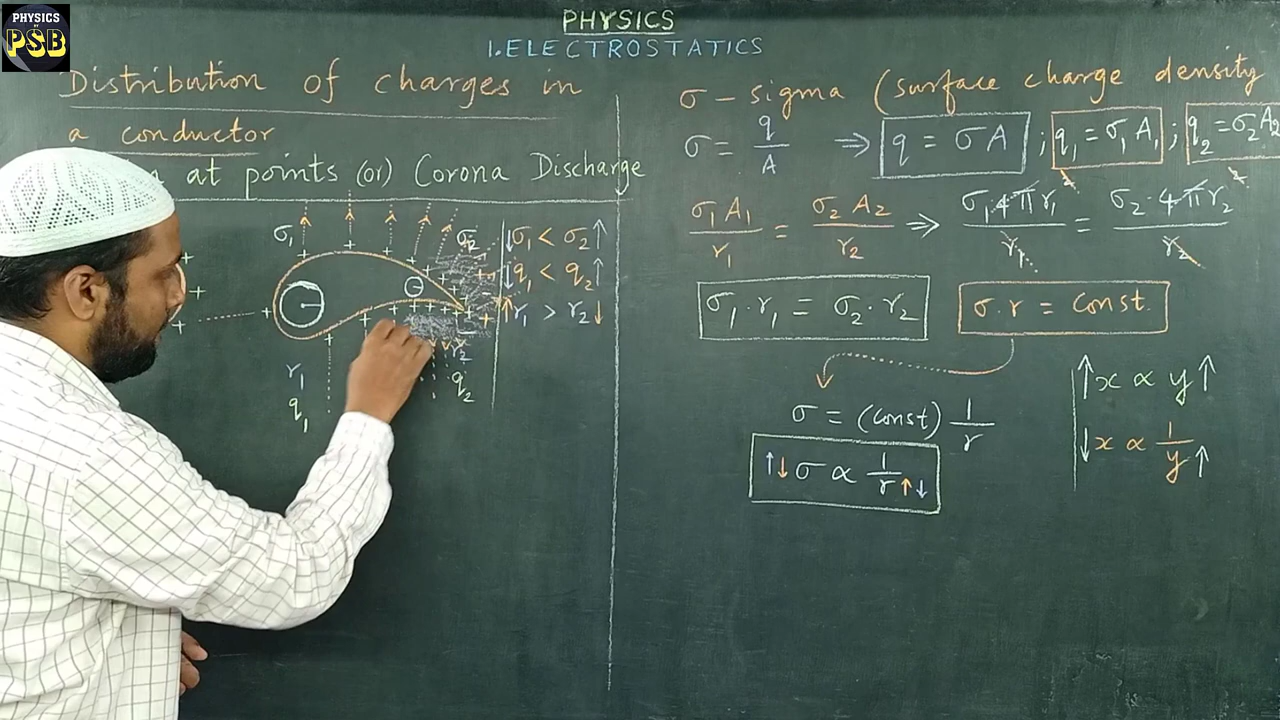 PHYSICS
BY
PSB
PHYSICS
1. ELECTROSTATICS
Distribution of charges in
a conductor
at points (or) Corona Discharge
σ₁
σ₂
r₁
q₁
r₂
q₂
↓σ₁ < σ₂↑
↓q₁ < q₂↑
↑r₁ > r₂↓
σ - sigma (surface charge density
σ = q/A ⇒ q = σA ; q₁ = σ₁A₁ ; q₂ = σ₂A₂
σ₁A₁/r₁ = σ₂A₂/r₂ ⇒ σ₁·4πr₁²/r₁ = σ₂·4πr₂²/r₂
σ₁·r₁ = σ₂·r₂
σ·r = const.
σ = (const) 1/r
↑↓σ ∝ 1/r↑↓
↑x ∝ y↑
↓x ∝ 1/y↑